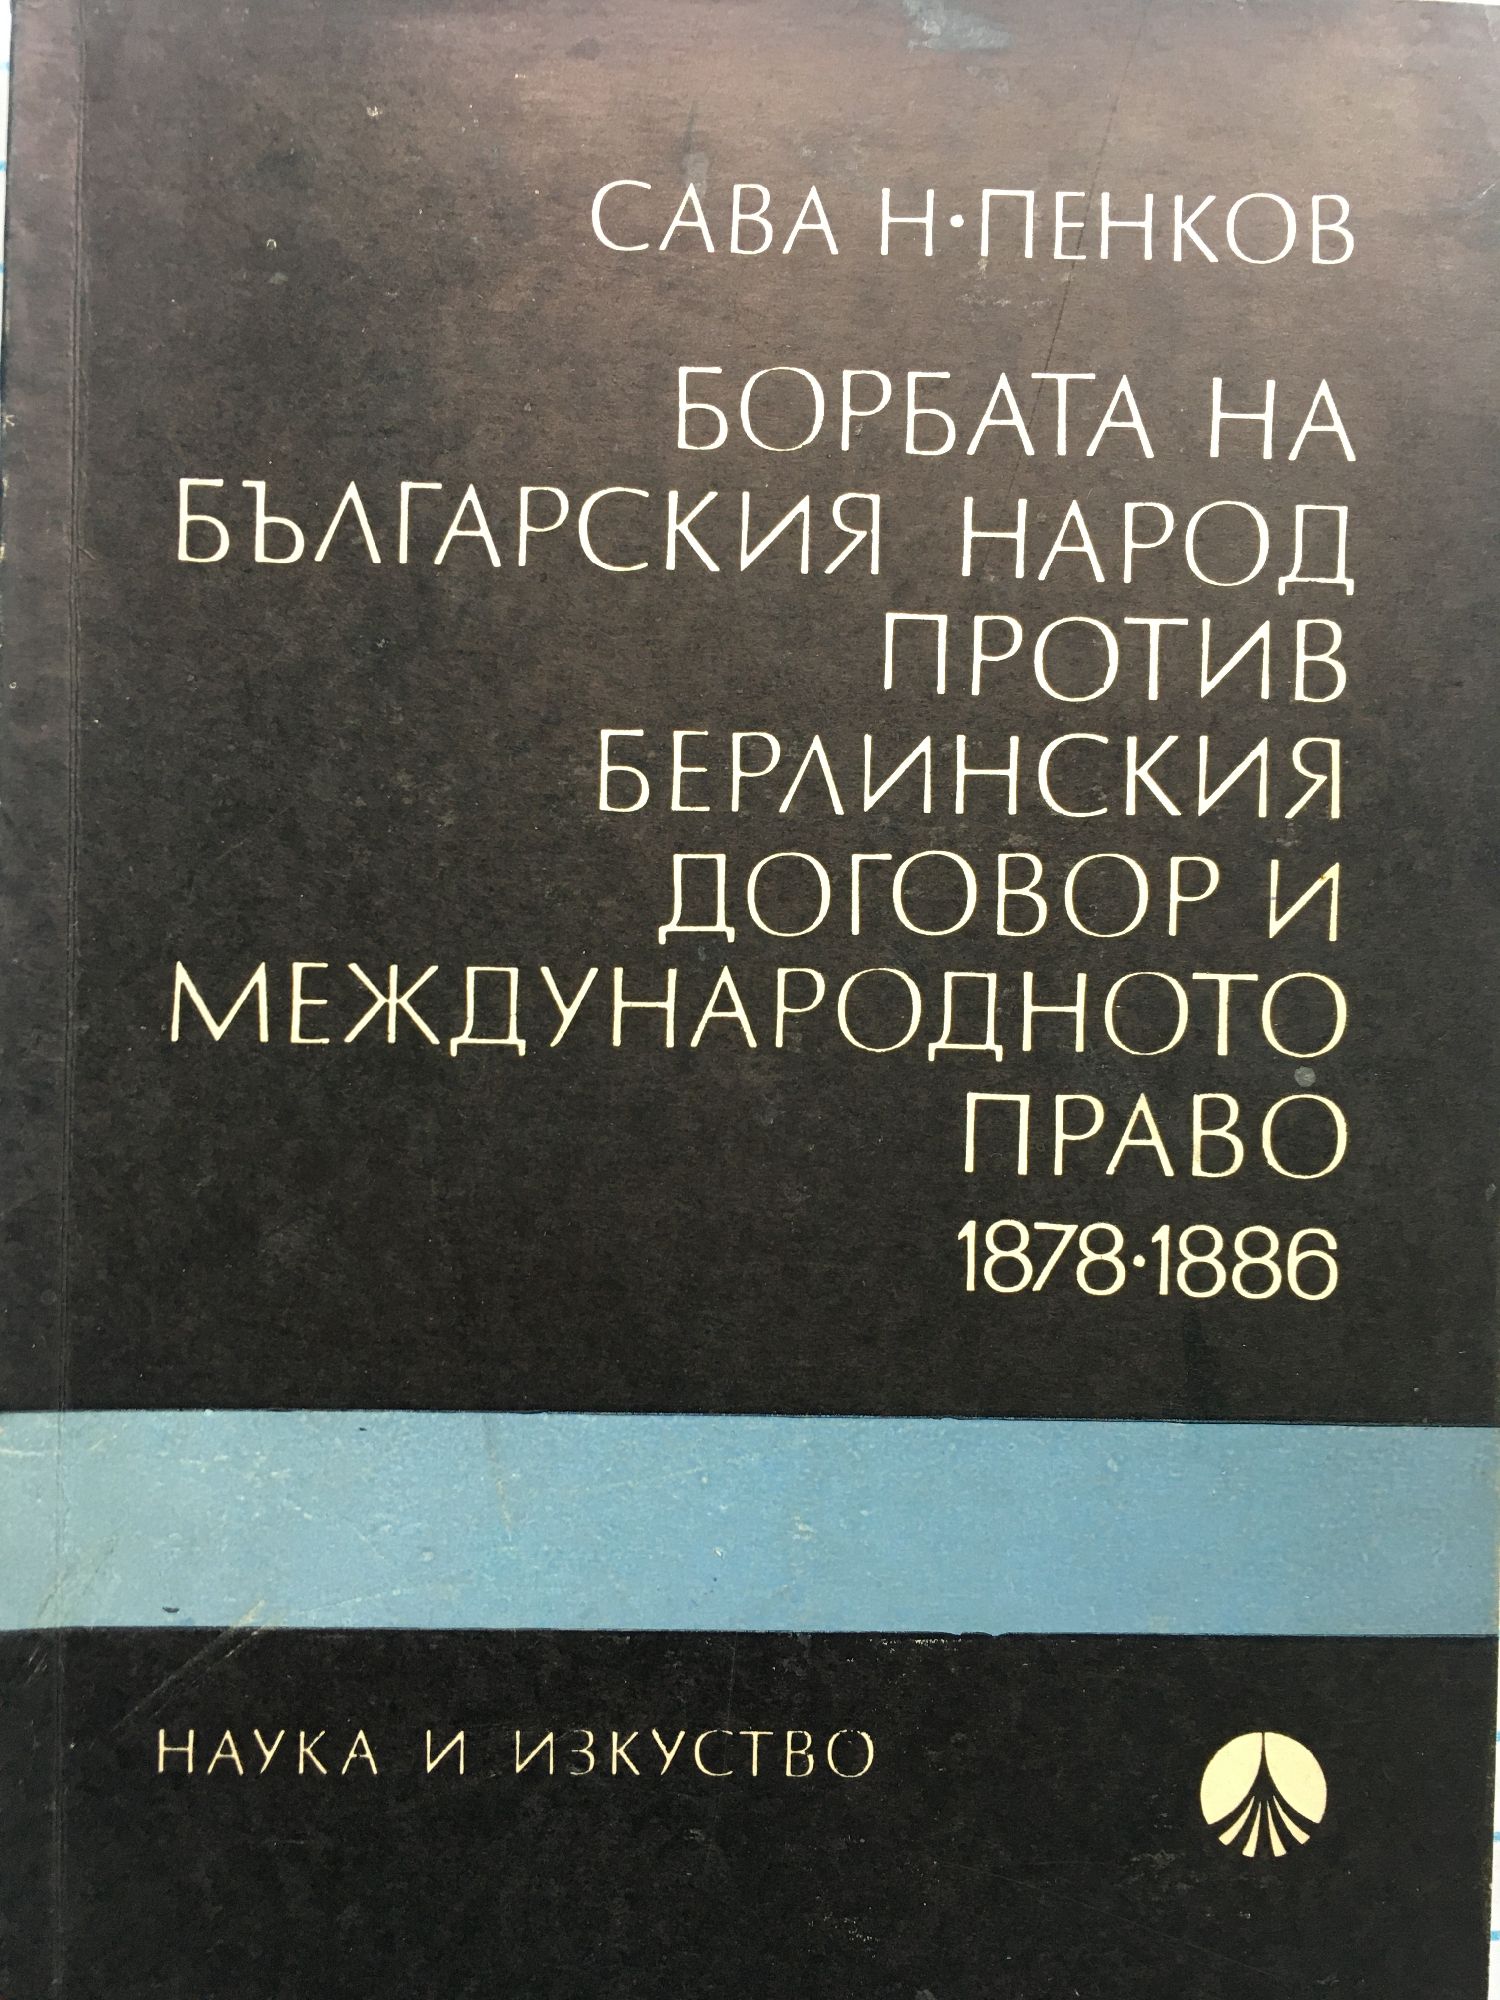 САВА Н·ПЕНКОВ
БОРБАТА НА
БЪЛГАРСКИЯ НАРОД
ПРОТИВ
БЕРЛИНСКИЯ
ДОГОВОР И
МЕЖДУНАРОДНОТО
ПРАВО
1878·1886
НАУКА И ИЗКУСТВО